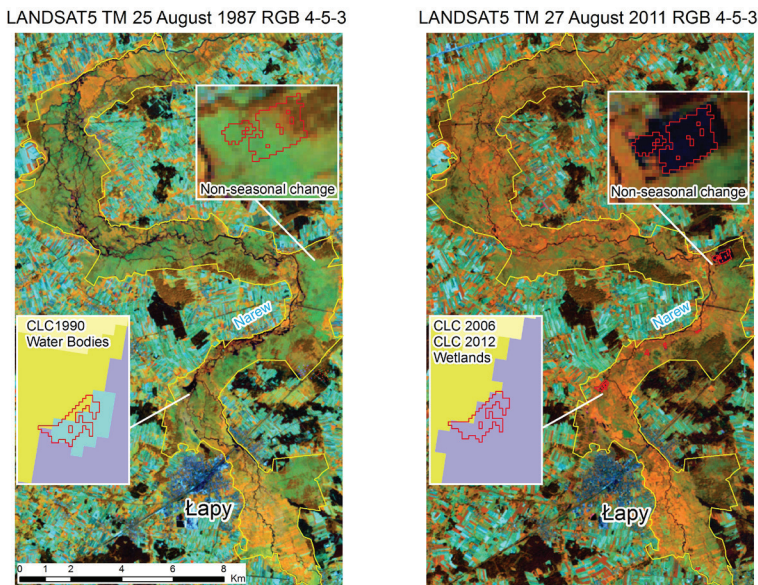 LANDSAT5 TM 25 August 1987 RGB 4-5-3
LANDSAT5 TM 27 August 2011 RGB 4-5-3
Non-seasonal change
Non-seasonal change
Narew
Narew
CLC1990
Water Bodies
CLC 2006
CLC 2012
Wetlands
Łapy
Łapy
0 1 2 4 6 8
Km